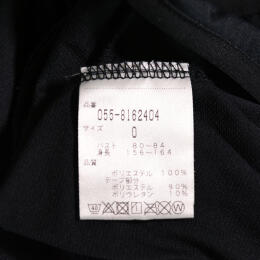 品番
055-8162404
サイズ
0
バスト 80～84
身長 156～164
品質
ポリエステル 100%
テープ部分
ポリエステル 90%
ポリウレタン 10%